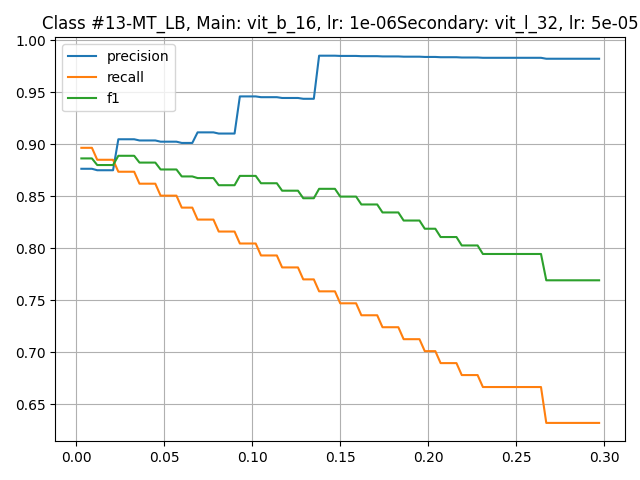 Class #13-MT_LB, Main: vit_b_16, lr: 1e-06Secondary: vit_l_32, lr: 5e-05
precision
recall
f1
1.00
0.95
0.90
0.85
0.80
0.75
0.70
0.65
0.00 0.05 0.10 0.15 0.20 0.25 0.30